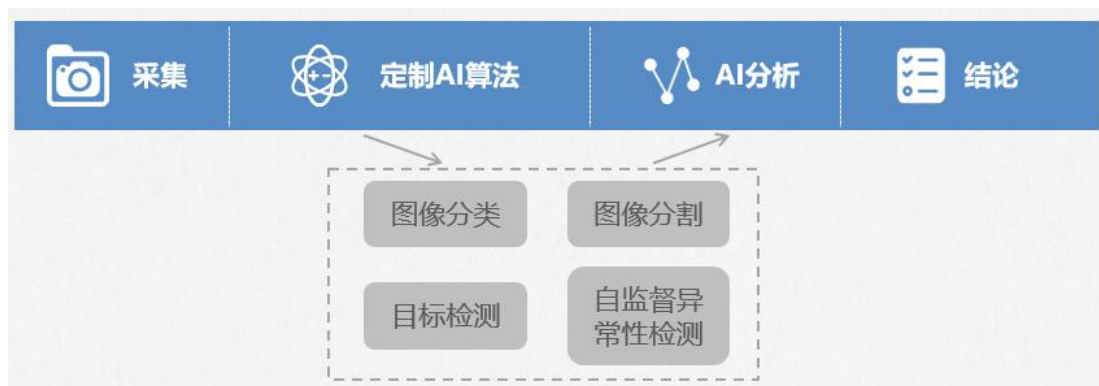 采集
定制AI算法
AI分析
结论
图像分类
图像分割
目标检测
自监督异
常性检测